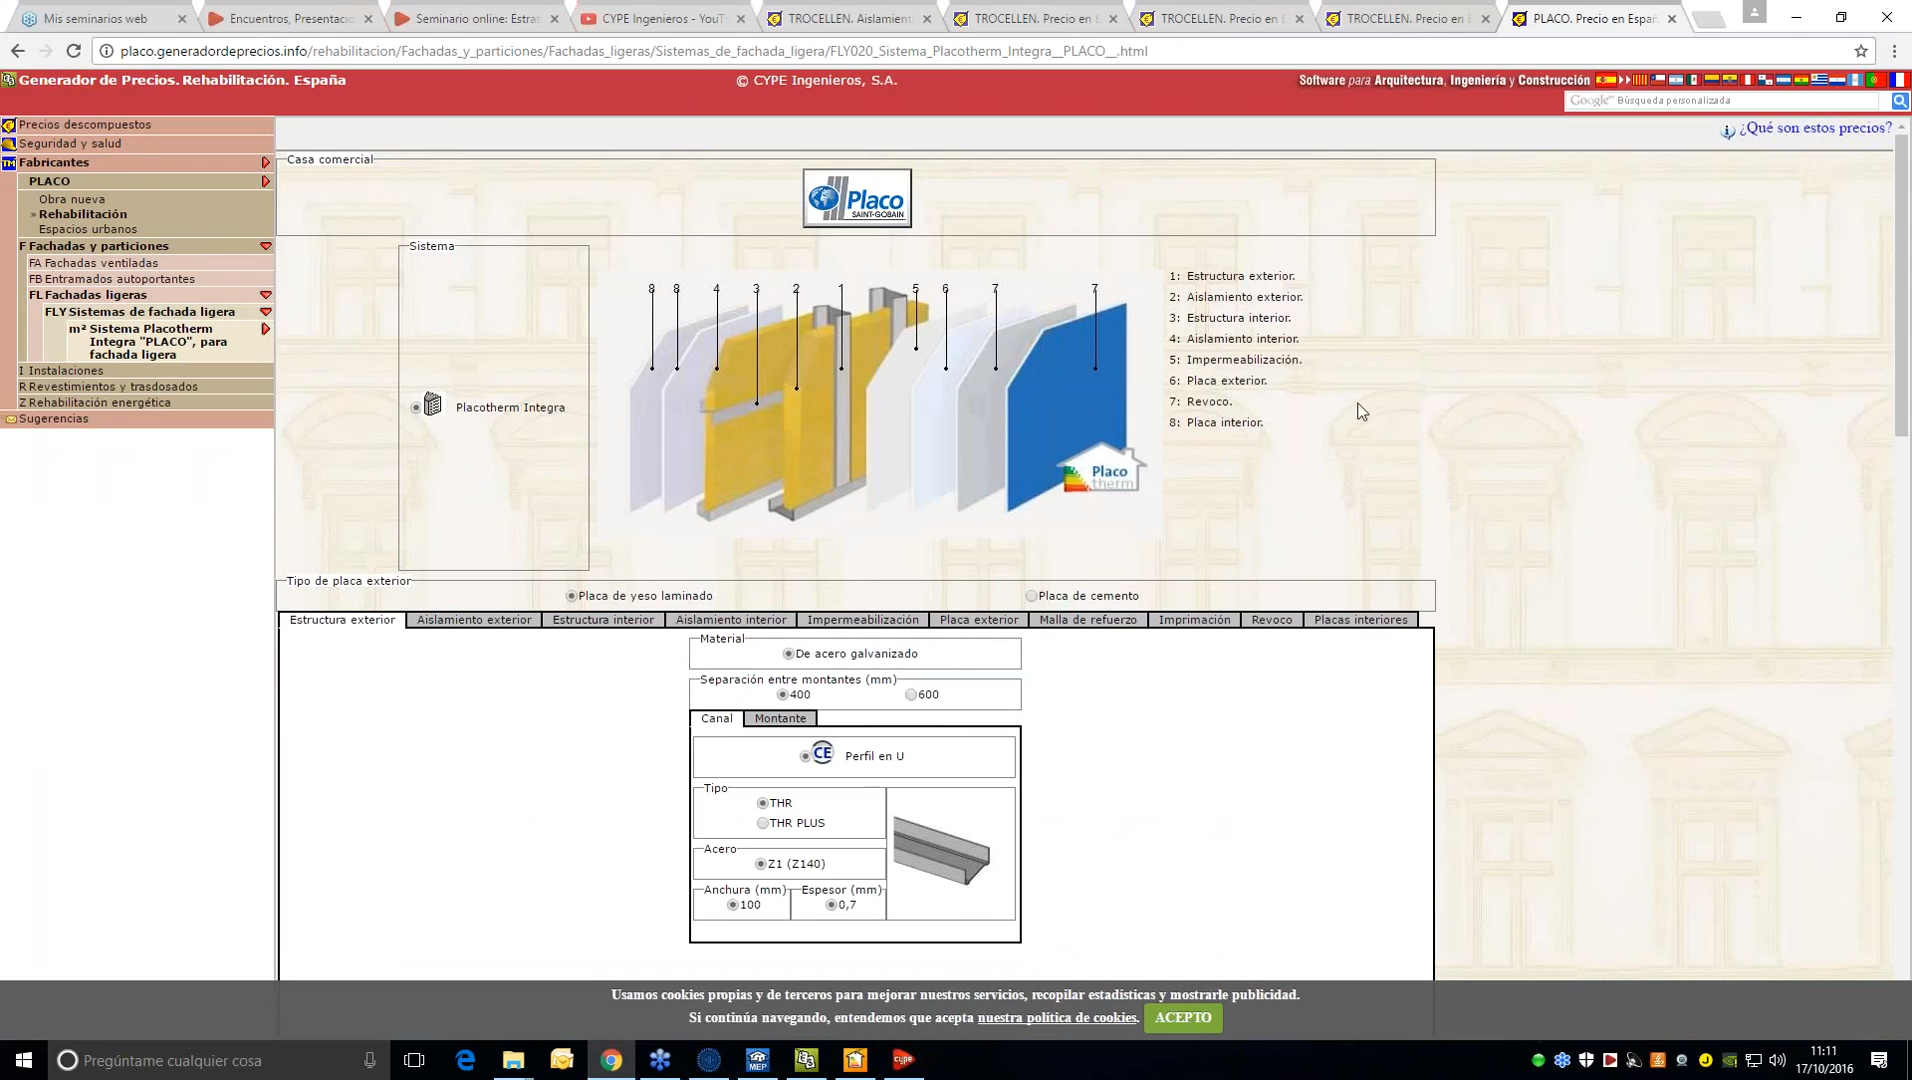 Mis seminarios web
Encuentros, Presentacio
Seminario online: Estrat
CYPE Ingenieros - YouT
TROCELLEN. Aislamient
TROCELLEN. Precio en E
TROCELLEN. Precio en E
TROCELLEN. Precio en E
PLACO. Precio en Españ
placo.generadordeprecios.info/rehabilitacion/Fachadas_y_particiones/Fachadas_ligeras/Sistemas_de_fachada_ligera/FLY020_Sistema_Placotherm_Integra__PLACO__.html
Generador de Precios. Rehabilitación. España
© CYPE Ingenieros, S.A.
Software para Arquitectura, Ingeniería y Construcción
Google™ Búsqueda personalizada
¿Qué son estos precios?
Precios descompuestos
Seguridad y salud
TM Fabricantes
PLACO
Obra nueva
» Rehabilitación
Espacios urbanos
F Fachadas y particiones
FA Fachadas ventiladas
FB Entramados autoportantes
FL Fachadas ligeras
FLY Sistemas de fachada ligera
m² Sistema Placotherm
Integra "PLACO", para
fachada ligera
I Instalaciones
R Revestimientos y trasdosados
Z Rehabilitación energética
Sugerencias
Casa comercial
Placo
SAINT-GOBAIN
Sistema
Placotherm Integra
8 8 4 3 2 1 5 6 7 7
Placo
therm
1: Estructura exterior.
2: Aislamiento exterior.
3: Estructura interior.
4: Aislamiento interior.
5: Impermeabilización.
6: Placa exterior.
7: Revoco.
8: Placa interior.
Tipo de placa exterior
Placa de yeso laminado
Placa de cemento
Estructura exterior
Aislamiento exterior
Estructura interior
Aislamiento interior
Impermeabilización
Placa exterior
Malla de refuerzo
Imprimación
Revoco
Placas interiores
Material
De acero galvanizado
Separación entre montantes (mm)
400
600
Canal
Montante
CE Perfil en U
Tipo
THR
THR PLUS
Acero
Z1 (Z140)
Anchura (mm)
100
Espesor (mm)
0,7
Usamos cookies propias y de terceros para mejorar nuestros servicios, recopilar estadísticas y mostrarle publicidad.
Si continúa navegando, entendemos que acepta nuestra política de cookies.
ACEPTO
Pregúntame cualquier cosa
MEP
cype
11:11
17/10/2016